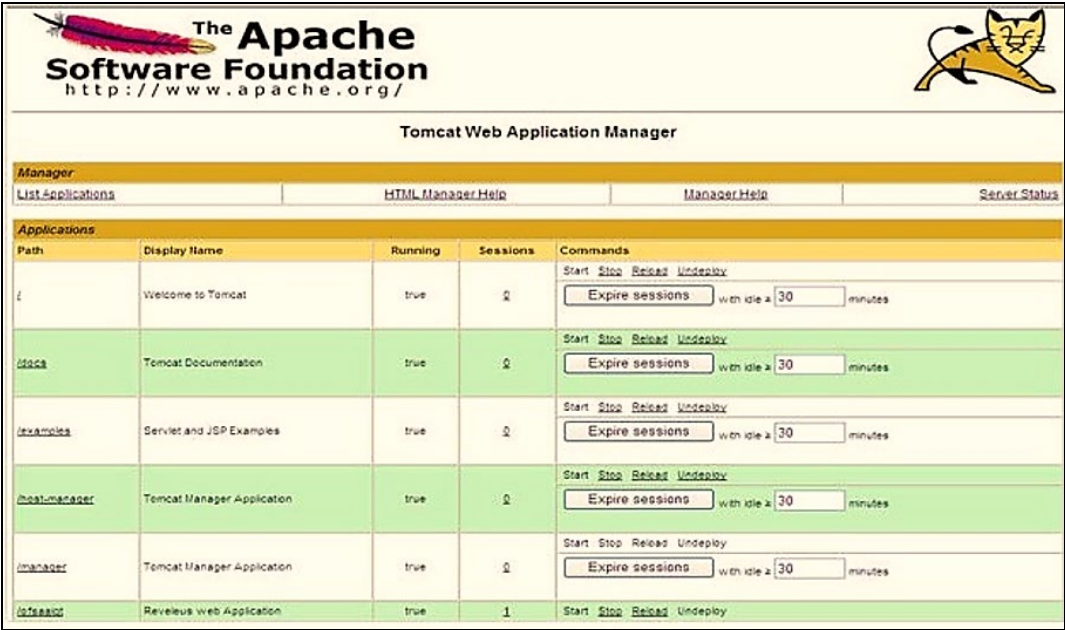 The Apache
Software Foundation
http://www.apache.org/
Tomcat Web Application Manager
Manager
List Applications HTML Manager Help Manager Help Server Status
Applications
Path Display Name Running Sessions Commands
Start Stop Reload Undeploy
/ Welcome to Tomcat true 0 Expire sessions with idle ≥ 30 minutes
Start Stop Reload Undeploy
/docs Tomcat Documentation true 0 Expire sessions with idle ≥ 30 minutes
Start Stop Reload Undeploy
/examples Servlet and JSP Examples true 0 Expire sessions with idle ≥ 30 minutes
Start Stop Reload Undeploy
/host-manager Tomcat Manager Application true 0 Expire sessions with idle ≥ 30 minutes
Start Stop Reload Undeploy
/manager Tomcat Manager Application true 0 Expire sessions with idle ≥ 30 minutes
Reveleus Web Application true 1 Start Stop Reload Undeploy